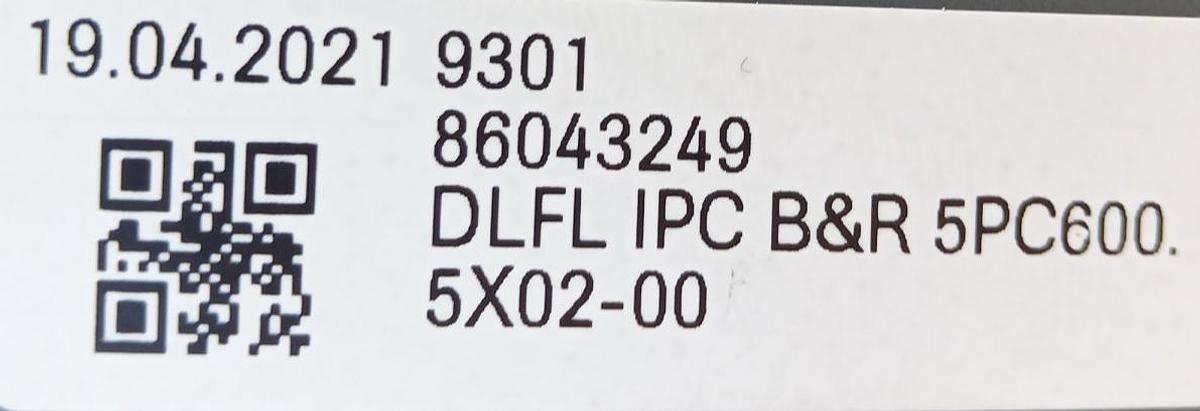 19.04.2021 9301
86043249
DLFL IPC B&R 5PC600.
5X02-00